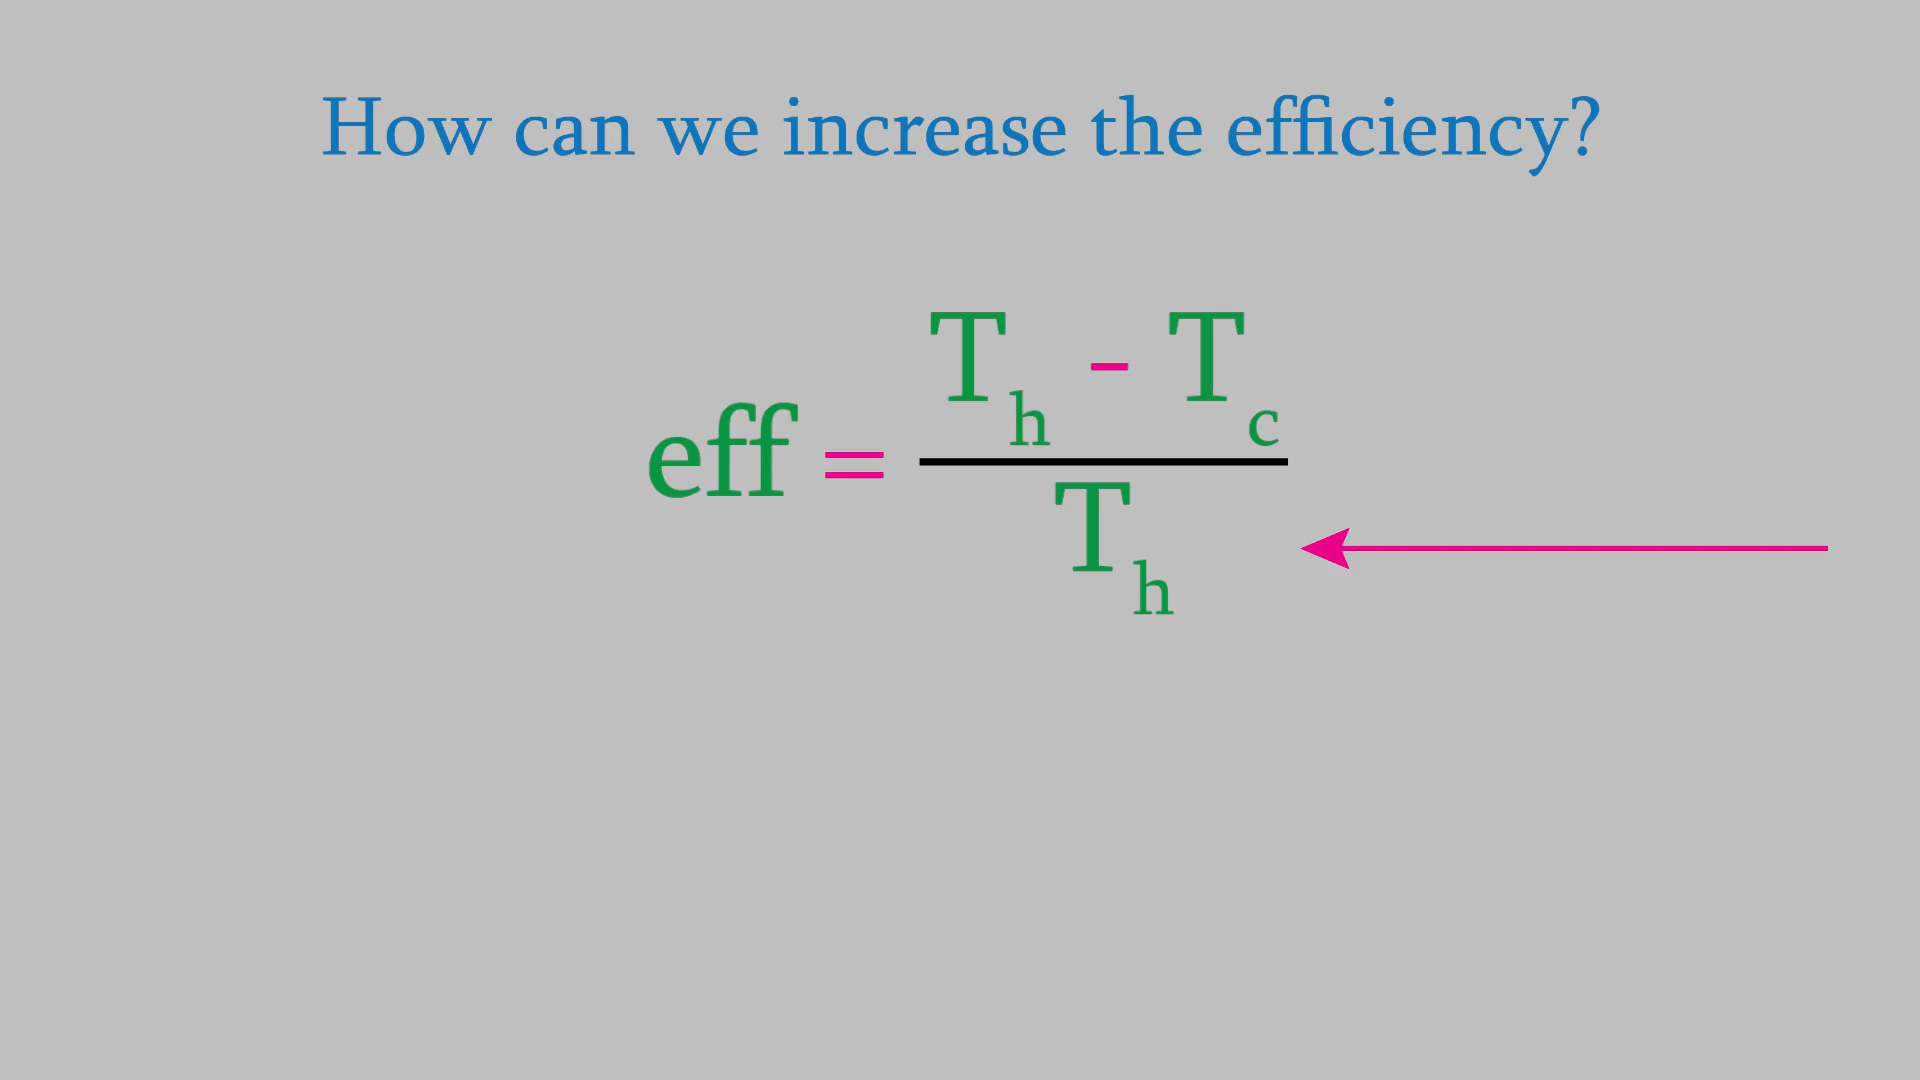 How can we increase the efficiency?
eff = (T_h - T_c) / T_h